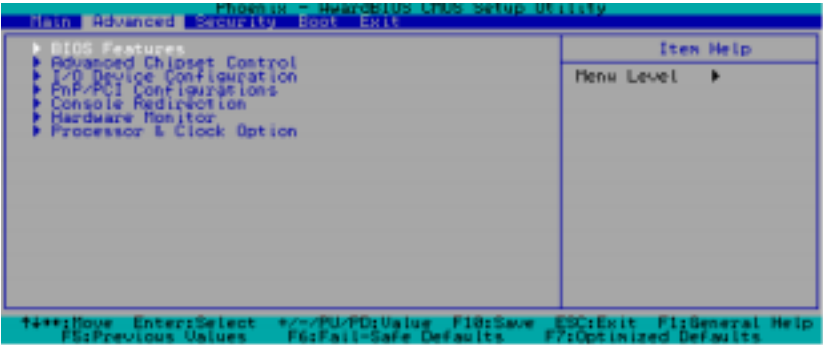 Phoenix - AwardBIOS CMOS Setup Utility
Main Advanced Security Boot Exit
BIOS Features
Advanced Chipset Control
I/O Device Configuration
PnP/PCI Configurations
Console Redirection
Hardware Monitor
Processor & Clock Option
Item Help
Menu Level
:Move Enter:Select +/-/PU/PD:Value F10:Save ESC:Exit F1:General Help
F5:Previous Values F6:Fail-Safe Defaults F7:Optimized Defaults